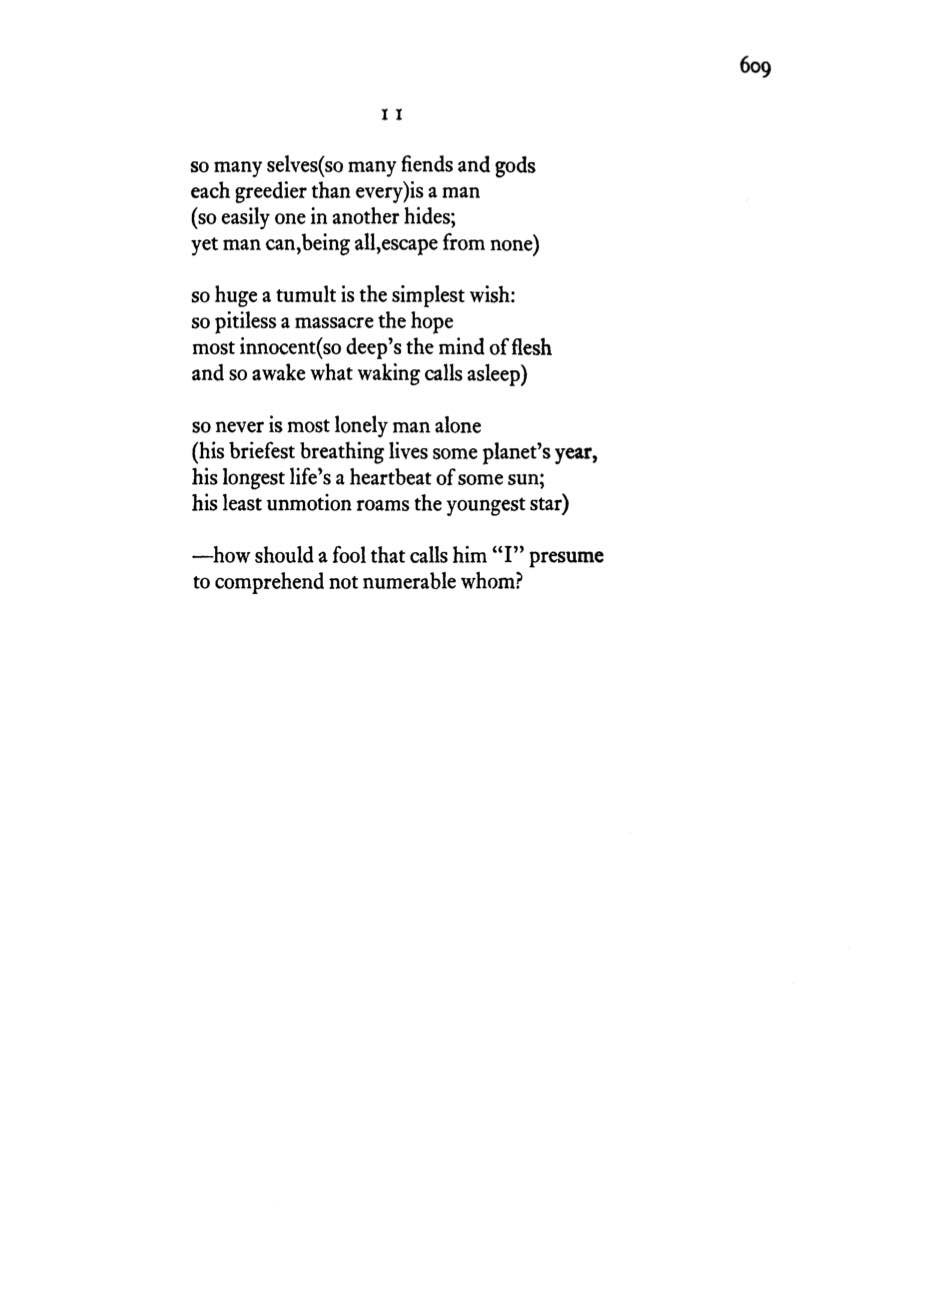 609
11
so many selves(so many fiends and gods
each greedier than every)is a man
(so easily one in another hides;
yet man can,being all,escape from none)
so huge a tumult is the simplest wish:
so pitiless a massacre the hope
most innocent(so deep's the mind of flesh
and so awake what waking calls asleep)
so never is most lonely man alone
(his briefest breathing lives some planet's year,
his longest life's a heartbeat of some sun;
his least unmotion roams the youngest star)
—how should a fool that calls him “I” presume
to comprehend not numerable whom?